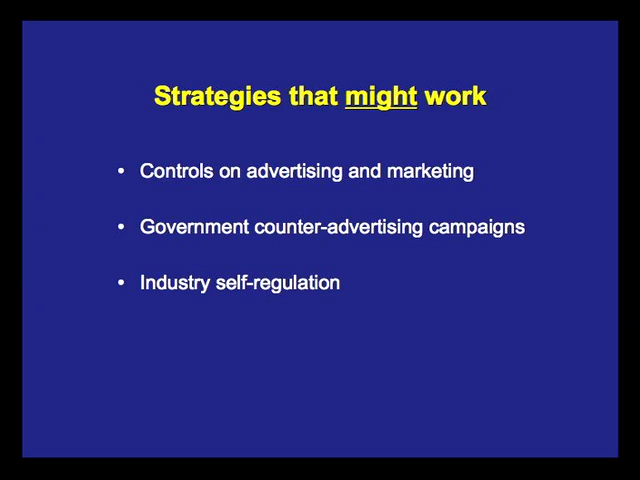 Strategies that might work
• Controls on advertising and marketing
• Government counter-advertising campaigns
• Industry self-regulation